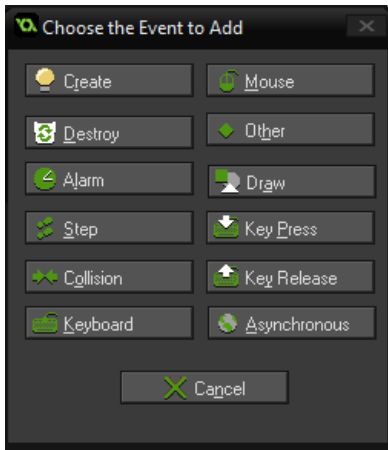 Choose the Event to Add
Create
Mouse
Destroy
Other
Alarm
Draw
Step
Key Press
Collision
Key Release
Keyboard
Asynchronous
Cancel